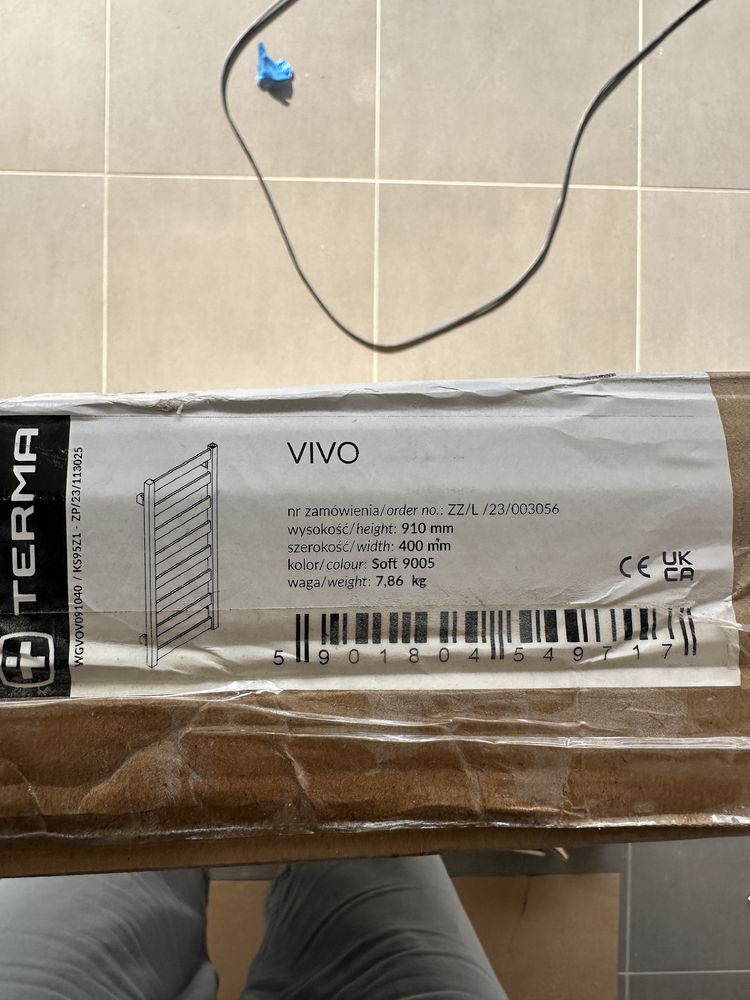 TERMA
WGVOV091040 / KS95Z1 - ZP/23/113025
VIVO
nr zamówienia/order no.: ZZ/L /23/003056
wysokość/height: 910 mm
szerokość/width: 400 mm
kolor/colour: Soft 9005
waga/weight: 7,86 kg
CE UK
CA
5 901804 549717